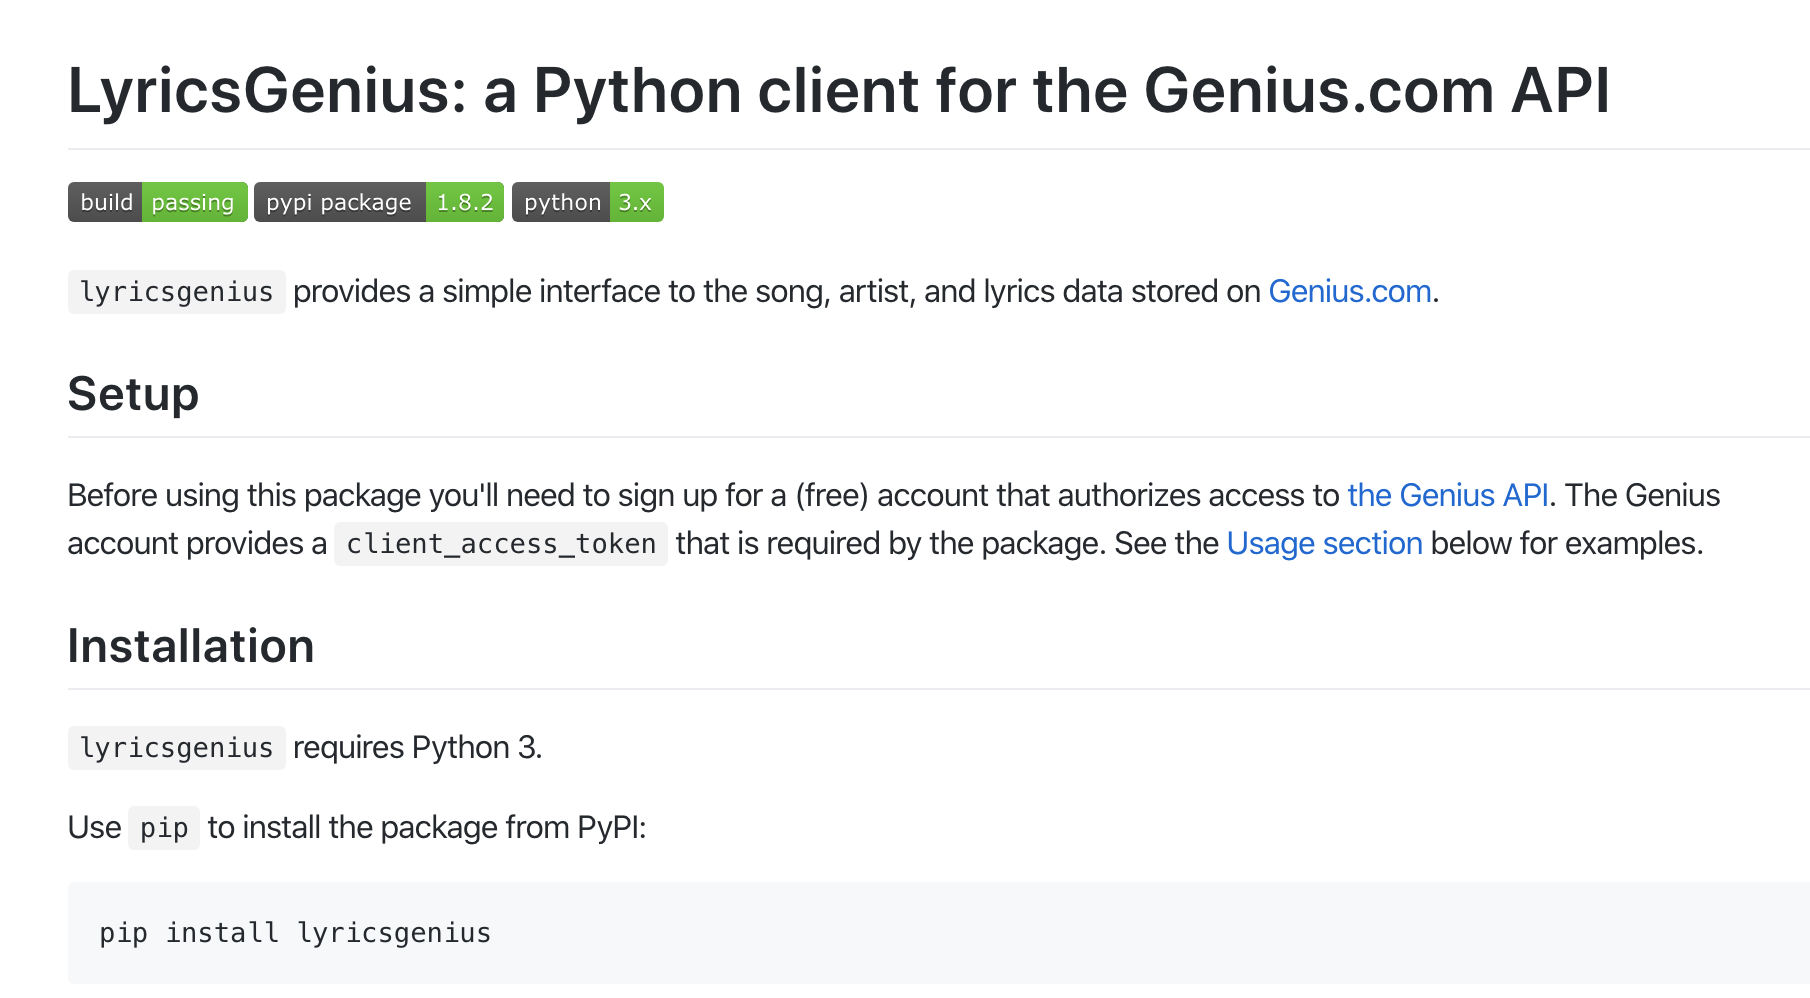 LyricsGenius: a Python client for the Genius.com API
build passing pypi package 1.8.2 python 3.x
lyricsgenius provides a simple interface to the song, artist, and lyrics data stored on Genius.com.
Setup
Before using this package you'll need to sign up for a (free) account that authorizes access to the Genius API. The Genius
account provides a client_access_token that is required by the package. See the Usage section below for examples.
Installation
lyricsgenius requires Python 3.
Use pip to install the package from PyPI:
pip install lyricsgenius